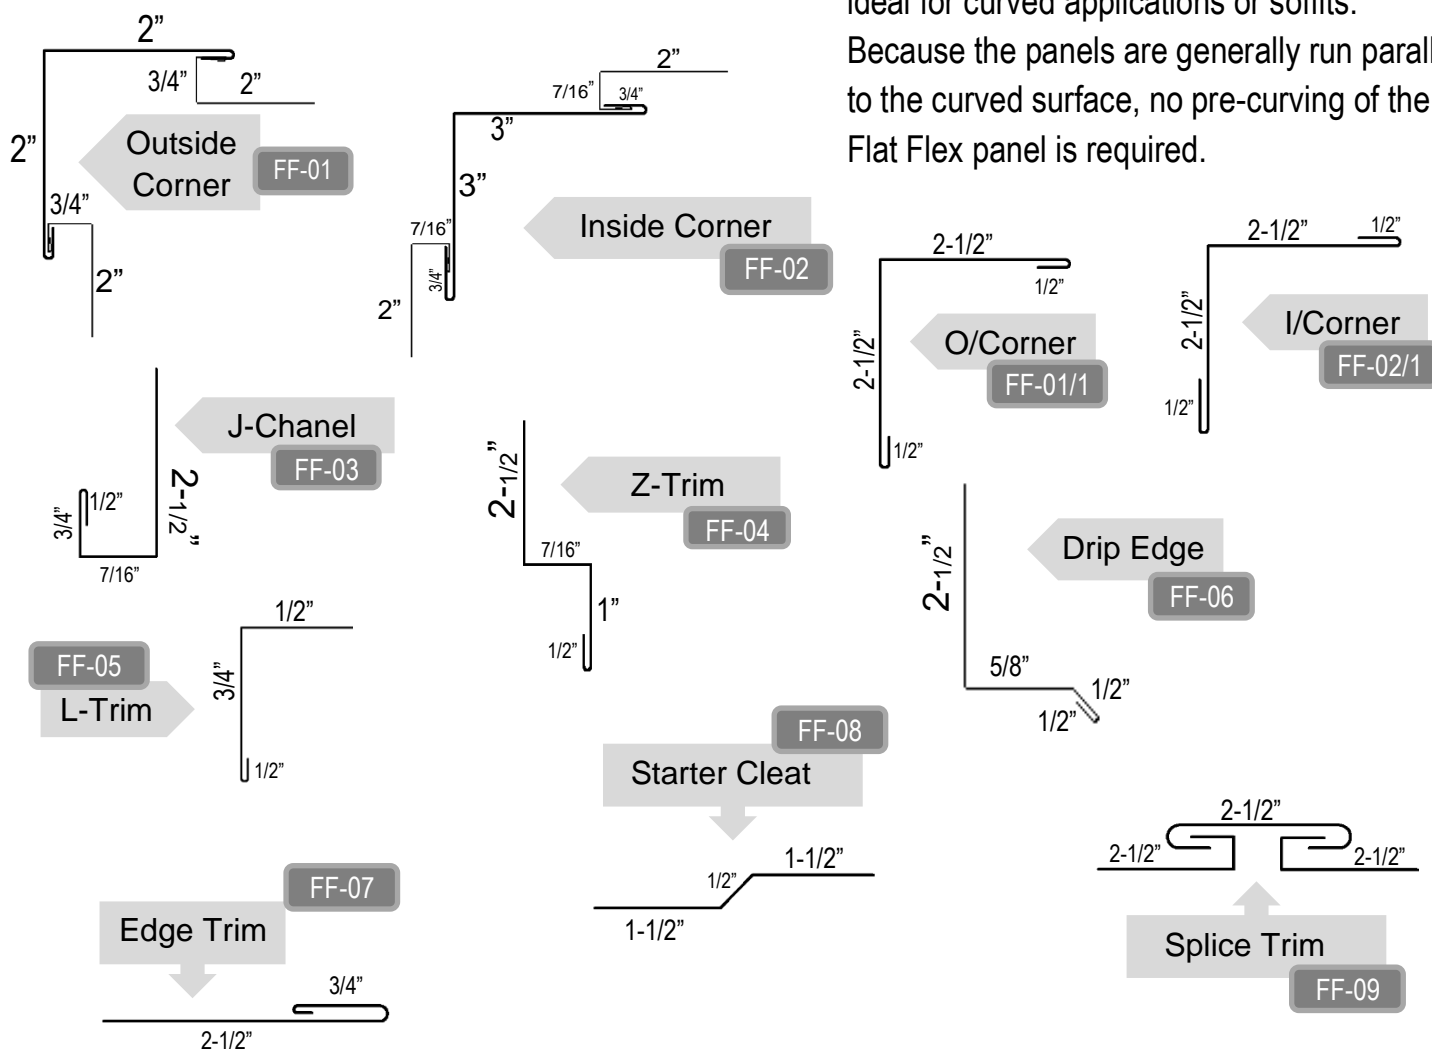 ideal for curved applications or soffits.
Because the panels are generally run parall
to the curved surface, no pre-curving of the
Flat Flex panel is required.
2”
3/4”
2”
2”
Outside
Corner
FF-01
3/4”
2”
2”
7/16”
3/4”
3”
3”
7/16”
3/4”
2”
Inside Corner
FF-02
2-1/2”
1/2”
2-1/2”
O/Corner
FF-01/1
1/2”
2-1/2”
1/2”
2-1/2”
I/Corner
FF-02/1
1/2”
J-Chanel
FF-03
1/2”
3/4”
2-1/2”
7/16”
2-1/2”
Z-Trim
FF-04
7/16”
1”
1/2”
2-1/2”
Drip Edge
FF-06
5/8”
1/2”
1/2”
1/2”
FF-05
L-Trim
3/4”
1/2”
FF-08
Starter Cleat
1-1/2”
1/2”
1-1/2”
2-1/2”
2-1/2”
2-1/2”
Splice Trim
FF-09
FF-07
Edge Trim
3/4”
2-1/2”